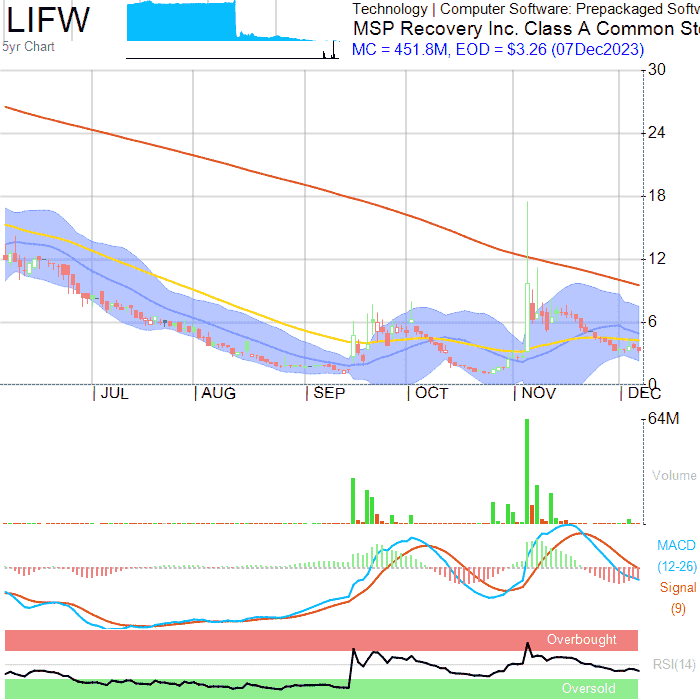 LIFW
5yr Chart
Technology | Computer Software: Prepackaged Softw
MSP Recovery Inc. Class A Common Sto
MC = 451.8M, EOD = $3.26 (07Dec2023)
30
24
18
12
6
0
JUL AUG SEP OCT NOV DEC
64M
Volume
MACD
(12-26)
Signal
(9)
Overbought
RSI(14)
Oversold